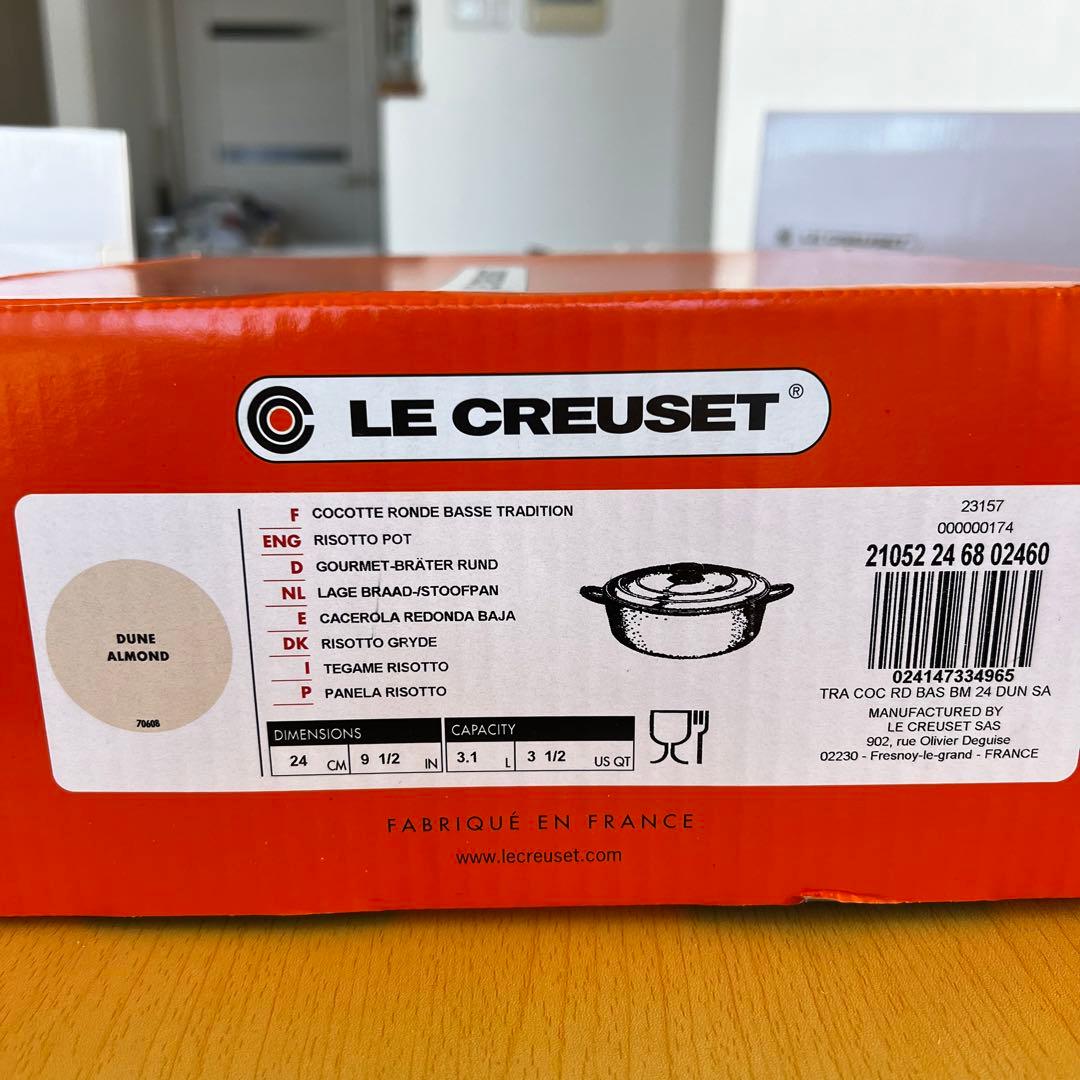 LE CREUSET
LE CREUSET®
F COCOTTE RONDE BASSE TRADITION
ENG RISOTTO POT
D GOURMET-BRÄTER RUND
NL LAGE BRAAD-/STOOFPAN
E CACEROLA REDONDA BAJA
DK RISOTTO GRYDE
I TEGAME RISOTTO
P PANELA RISOTTO
DUNE
ALMOND
70608
DIMENSIONS
24 CM 9 1/2 IN
CAPACITY
3.1 L 3 1/2 US QT
23157
000000174
21052 24 68 02460
024147334965
TRA COC RD BAS BM 24 DUN SA
MANUFACTURED BY
LE CREUSET SAS
902, rue Olivier Deguise
02230 - Fresnoy-le-grand - FRANCE
FABRIQUÉ EN FRANCE
www.lecreuset.com